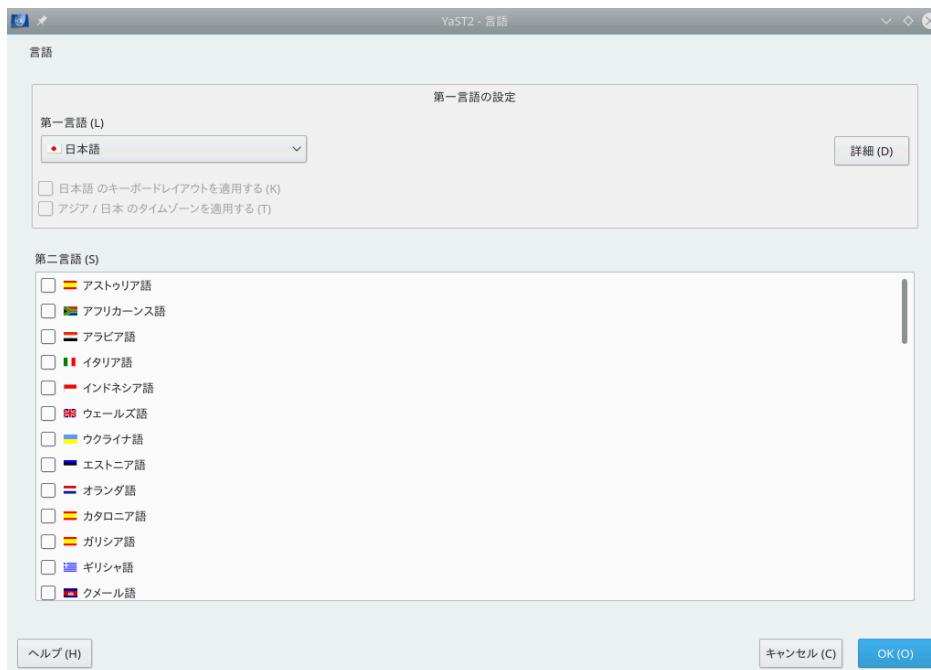 YaST2 - 言語
言語
第一言語の設定
第一言語 (L)
日本語
詳細 (D)
日本語 のキーボードレイアウトを適用する (K)
アジア / 日本 のタイムゾーンを適用する (T)
第二言語 (S)
アストゥリア語
アフリカーンス語
アラビア語
イタリア語
インドネシア語
ウェールズ語
ウクライナ語
エストニア語
オランダ語
カタロニア語
ガリシア語
ギリシャ語
クメール語
ヘルプ (H)
キャンセル (C)
OK (O)